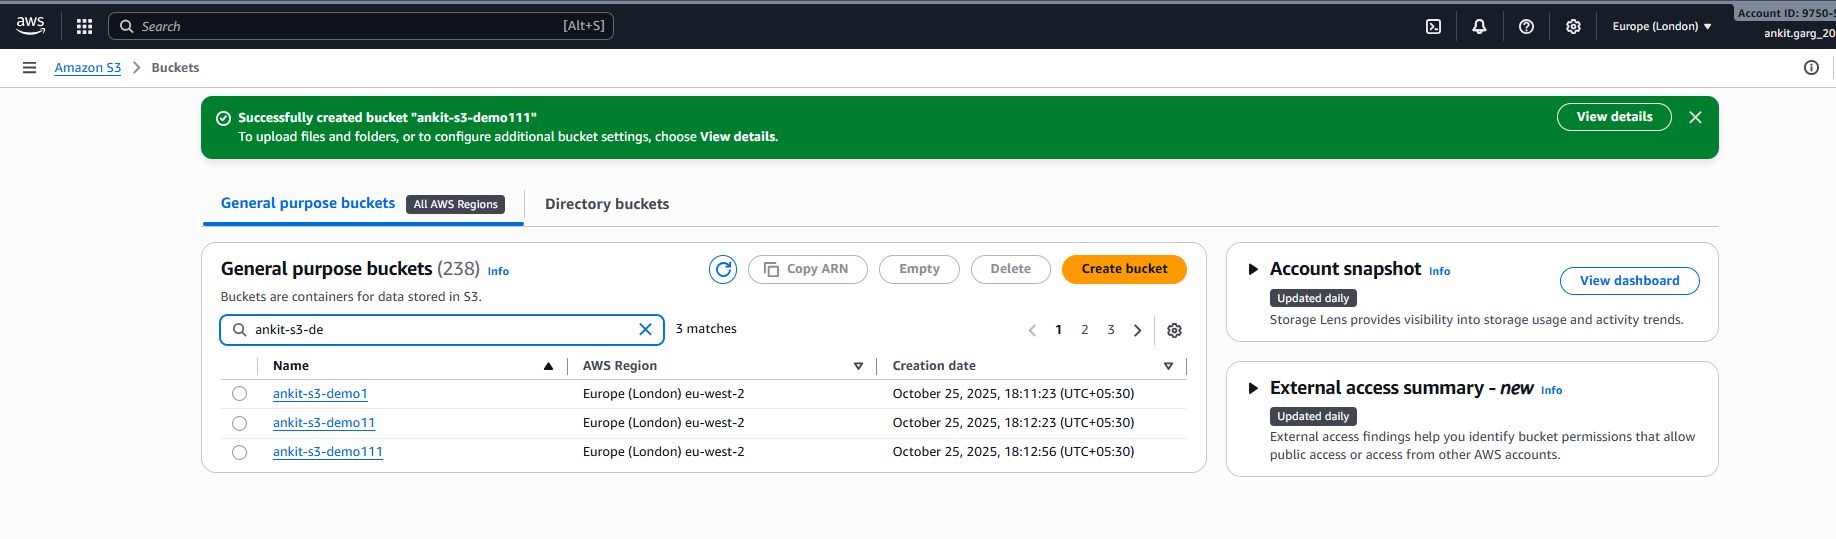 aws
Search [Alt+S]
Europe (London)
Account ID: 9750-
ankit.garg_20
Amazon S3 > Buckets
Successfully created bucket "ankit-s3-demo111"
To upload files and folders, or to configure additional bucket settings, choose View details.
View details
General purpose buckets All AWS Regions Directory buckets
General purpose buckets (238) Info
Copy ARN Empty Delete Create bucket
Buckets are containers for data stored in S3.
ankit-s3-de 3 matches 1 2 3
Name AWS Region Creation date
ankit-s3-demo1 Europe (London) eu-west-2 October 25, 2025, 18:11:23 (UTC+05:30)
ankit-s3-demo11 Europe (London) eu-west-2 October 25, 2025, 18:12:23 (UTC+05:30)
ankit-s3-demo111 Europe (London) eu-west-2 October 25, 2025, 18:12:56 (UTC+05:30)
Account snapshot Info
View dashboard
Updated daily
Storage Lens provides visibility into storage usage and activity trends.
External access summary - new Info
Updated daily
External access findings help you identify bucket permissions that allow
public access or access from other AWS accounts.